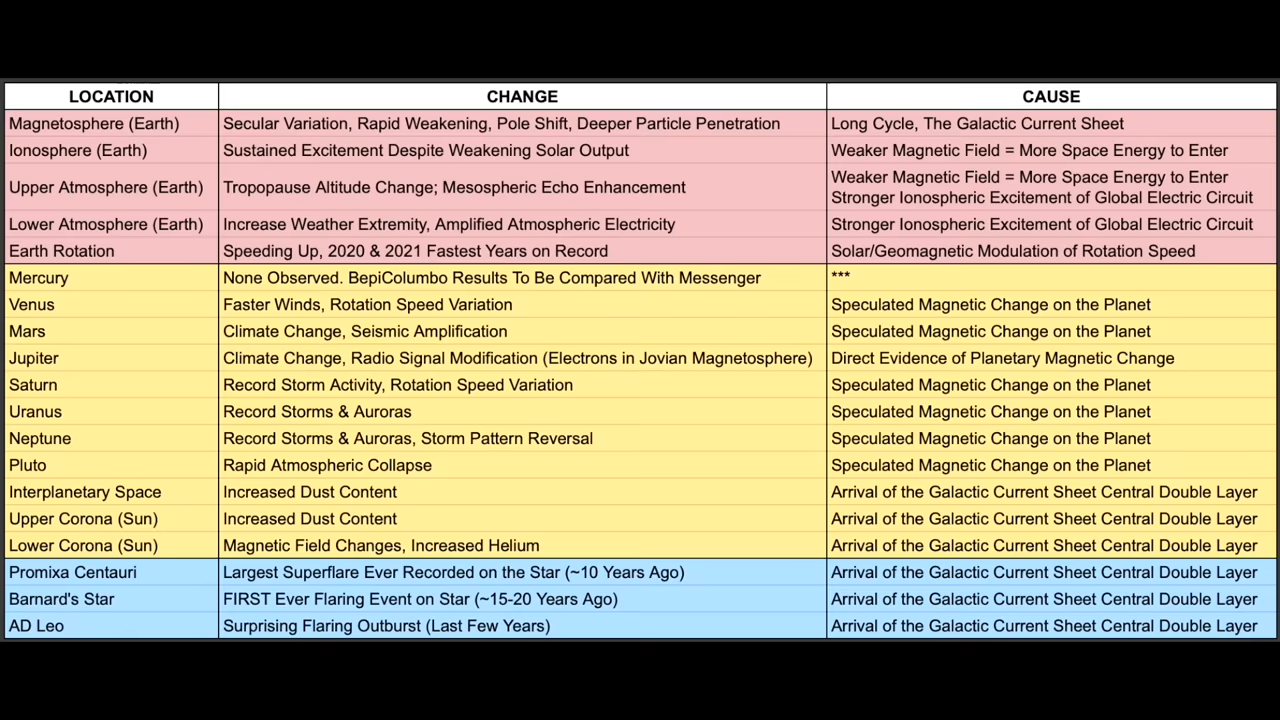 LOCATION CHANGE CAUSE
Magnetosphere (Earth) Secular Variation, Rapid Weakening, Pole Shift, Deeper Particle Penetration Long Cycle, The Galactic Current Sheet
Ionosphere (Earth) Sustained Excitement Despite Weakening Solar Output Weaker Magnetic Field = More Space Energy to Enter
Upper Atmosphere (Earth) Tropopause Altitude Change; Mesospheric Echo Enhancement Weaker Magnetic Field = More Space Energy to Enter
Stronger Ionospheric Excitement of Global Electric Circuit
Lower Atmosphere (Earth) Increase Weather Extremity, Amplified Atmospheric Electricity Stronger Ionospheric Excitement of Global Electric Circuit
Earth Rotation Speeding Up, 2020 & 2021 Fastest Years on Record Solar/Geomagnetic Modulation of Rotation Speed
Mercury None Observed. BepiColumbo Results To Be Compared With Messenger ***
Venus Faster Winds, Rotation Speed Variation Speculated Magnetic Change on the Planet
Mars Climate Change, Seismic Amplification Speculated Magnetic Change on the Planet
Jupiter Climate Change, Radio Signal Modification (Electrons in Jovian Magnetosphere) Direct Evidence of Planetary Magnetic Change
Saturn Record Storm Activity, Rotation Speed Variation Speculated Magnetic Change on the Planet
Uranus Record Storms & Auroras Speculated Magnetic Change on the Planet
Neptune Record Storms & Auroras, Storm Pattern Reversal Speculated Magnetic Change on the Planet
Pluto Rapid Atmospheric Collapse Speculated Magnetic Change on the Planet
Interplanetary Space Increased Dust Content Arrival of the Galactic Current Sheet Central Double Layer
Upper Corona (Sun) Increased Dust Content Arrival of the Galactic Current Sheet Central Double Layer
Lower Corona (Sun) Magnetic Field Changes, Increased Helium Arrival of the Galactic Current Sheet Central Double Layer
Promixa Centauri Largest Superflare Ever Recorded on the Star (~10 Years Ago) Arrival of the Galactic Current Sheet Central Double Layer
Barnard's Star FIRST Ever Flaring Event on Star (~15-20 Years Ago) Arrival of the Galactic Current Sheet Central Double Layer
AD Leo Surprising Flaring Outburst (Last Few Years) Arrival of the Galactic Current Sheet Central Double Layer